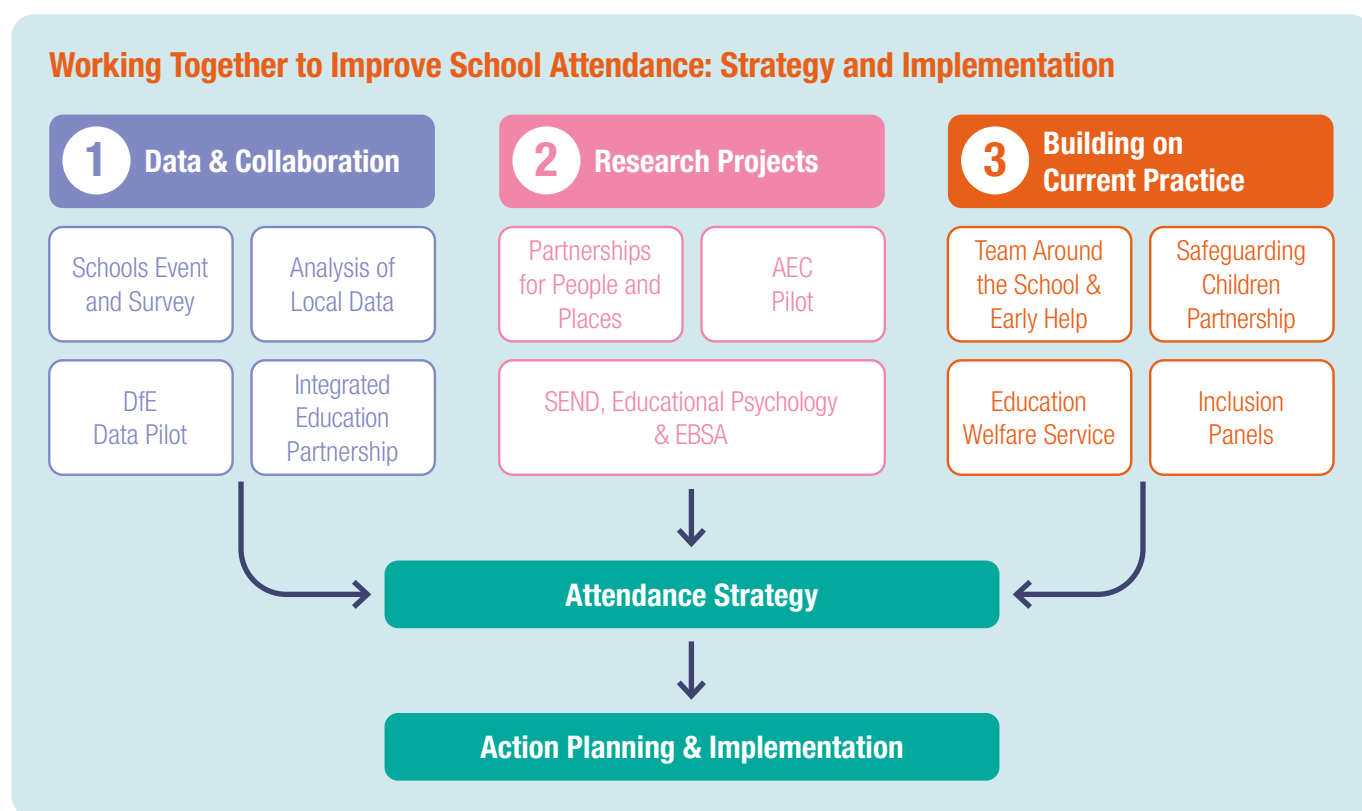 Working Together to Improve School Attendance: Strategy and Implementation
1
Data & Collaboration
Schools Event
and Survey
Analysis of
Local Data
DfE
Data Pilot
Integrated
Education
Partnership
2
Research Projects
Partnerships
for People and
Places
AEC
Pilot
SEND, Educational Psychology
& EBSA
3
Building on
Current Practice
Team Around
the School &
Early Help
Safeguarding
Children
Partnership
Education
Welfare Service
Inclusion
Panels
Attendance Strategy
Action Planning & Implementation